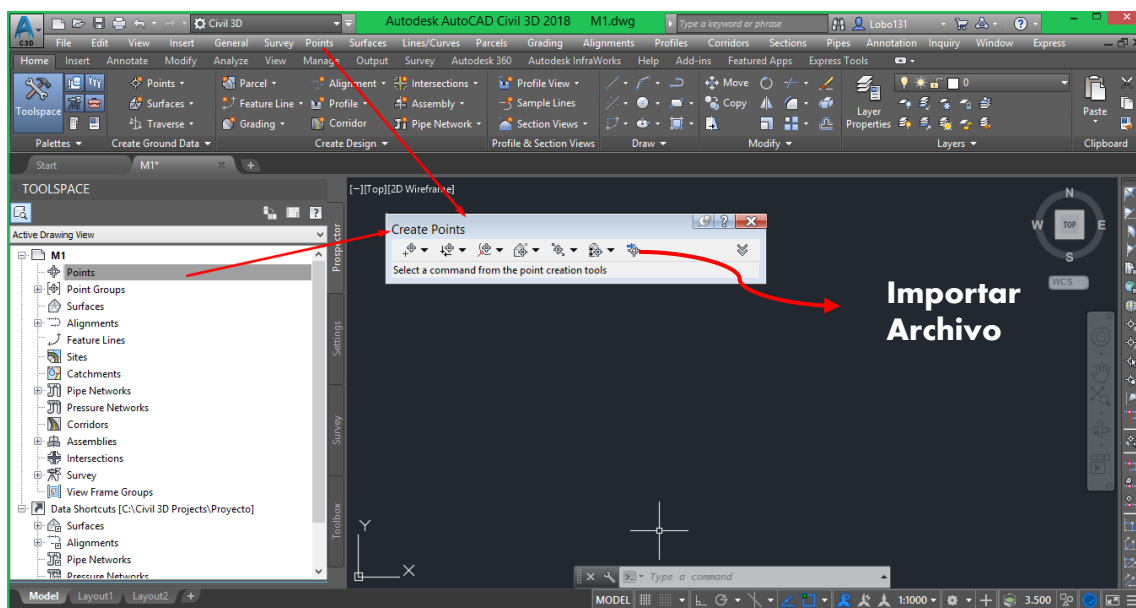 Civil 3D
Autodesk AutoCAD Civil 3D 2018 M1.dwg
Type a keyword or phrase
Lobo131
C3D
File Edit View Insert General Survey Points Surfaces Lines/Curves Parcels Grading Alignments Profiles Corridors Sections Pipes Annotation Inquiry Window Express
Home Insert Annotate Modify Analyze View Manage Output Survey Autodesk 360 Autodesk InfraWorks Help Add-ins Featured Apps Express Tools
Toolspace
Points
Surfaces
Traverse
Parcel
Feature Line
Grading
Alignment
Profile
Corridor
Intersections
Assembly
Pipe Network
Profile View
Sample Lines
Section Views
Move
Copy
Layer Properties
0
Paste
Palettes Create Ground Data Create Design Profile & Section Views Draw Modify Layers Clipboard
Start M1*
TOOLSPACE
Active Drawing View
M1
Points
Point Groups
Surfaces
Alignments
Feature Lines
Sites
Catchments
Pipe Networks
Pressure Networks
Corridors
Assemblies
Intersections
Survey
View Frame Groups
Data Shortcuts [C:\Civil 3D Projects\Proyecto]
Surfaces
Alignments
Pipe Networks
Pressure Networks
Prospector
Settings
Survey
Toolbox
[−][Top][2D Wireframe]
Create Points
Select a command from the point creation tools
Importar
Archivo
N
W TOP E
S
WCS
Y
X
Type a command
Model Layout1 Layout2
MODEL 1:1000 3.500